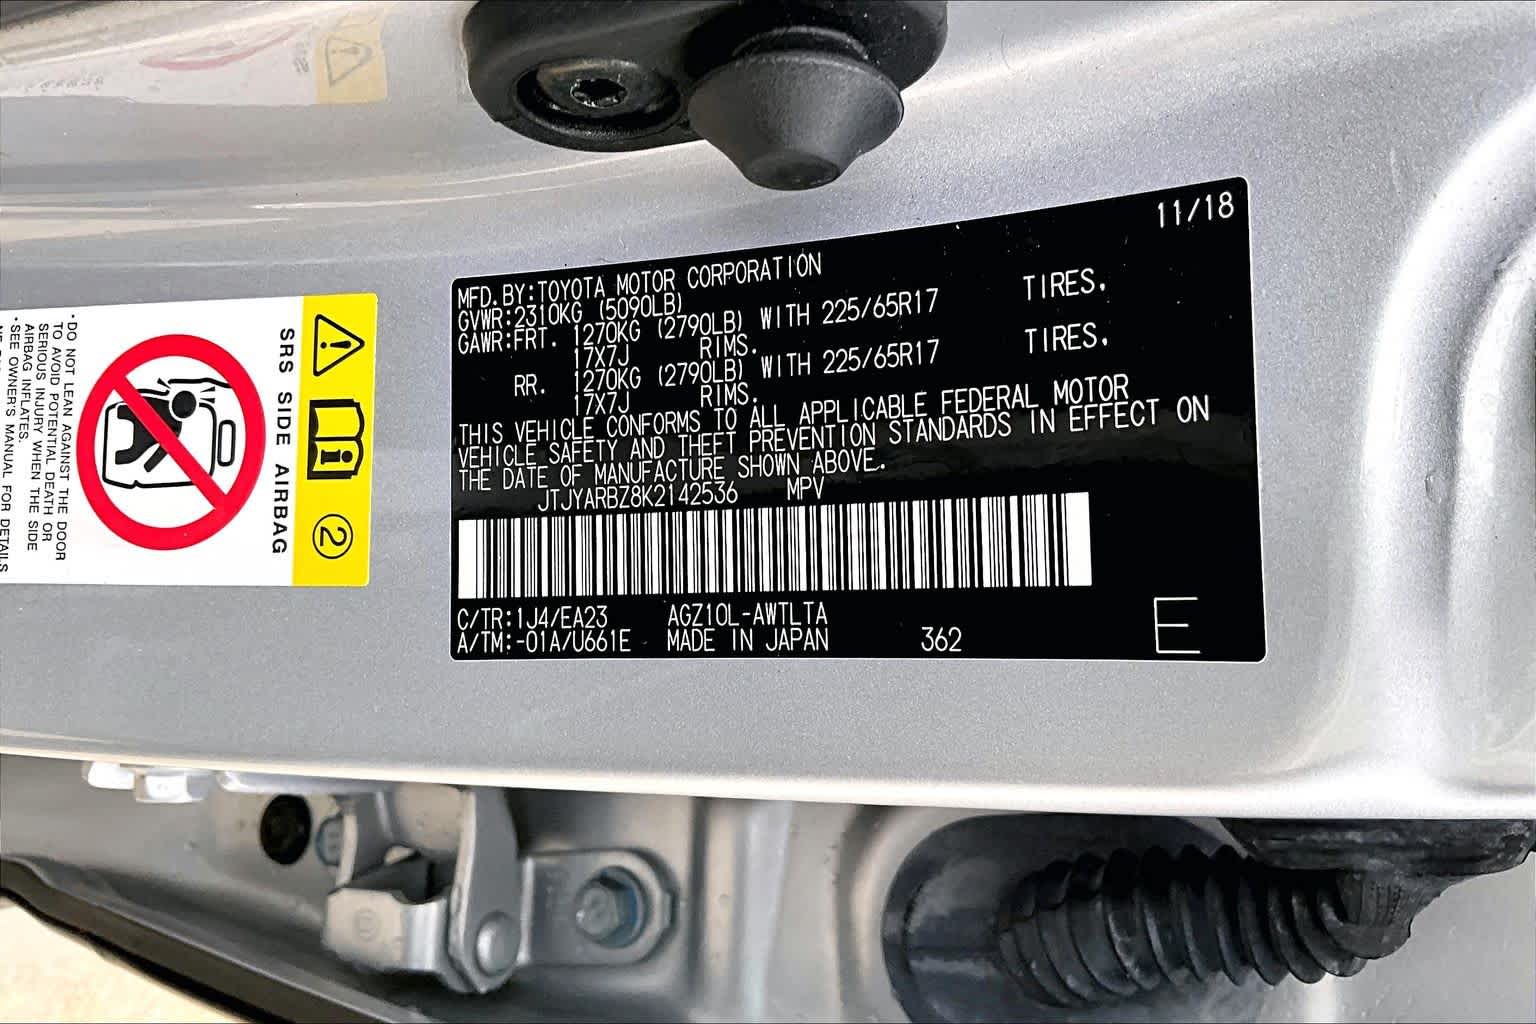 11/18
MFD. BY:TOYOTA MOTOR CORPORATION
GVWR:2310KG (5090LB)
GAWR:FRT. 1270KG (2790LB) WITH 225/65R17 TIRES,
17X7J RIMS.
RR. 1270KG (2790LB) WITH 225/65R17 TIRES,
17X7J RIMS.
THIS VEHICLE CONFORMS TO ALL APPLICABLE FEDERAL MOTOR
VEHICLE SAFETY AND THEFT PREVENTION STANDARDS IN EFFECT ON
THE DATE OF MANUFACTURE SHOWN ABOVE.
JTJYARBZ8K2142536 MPV
C/TR:1J4/EA23 AGZ10L-AWTLTA
A/TM:-01A/U661E MADE IN JAPAN 362
E
2
SRS SIDE AIRBAG
•DO NOT LEAN AGAINST THE DOOR
TO AVOID POTENTIAL DEATH OR
SERIOUS INJURY WHEN THE SIDE
AIRBAG INFLATES.
•SEE OWNER'S MANUAL FOR DETAILS